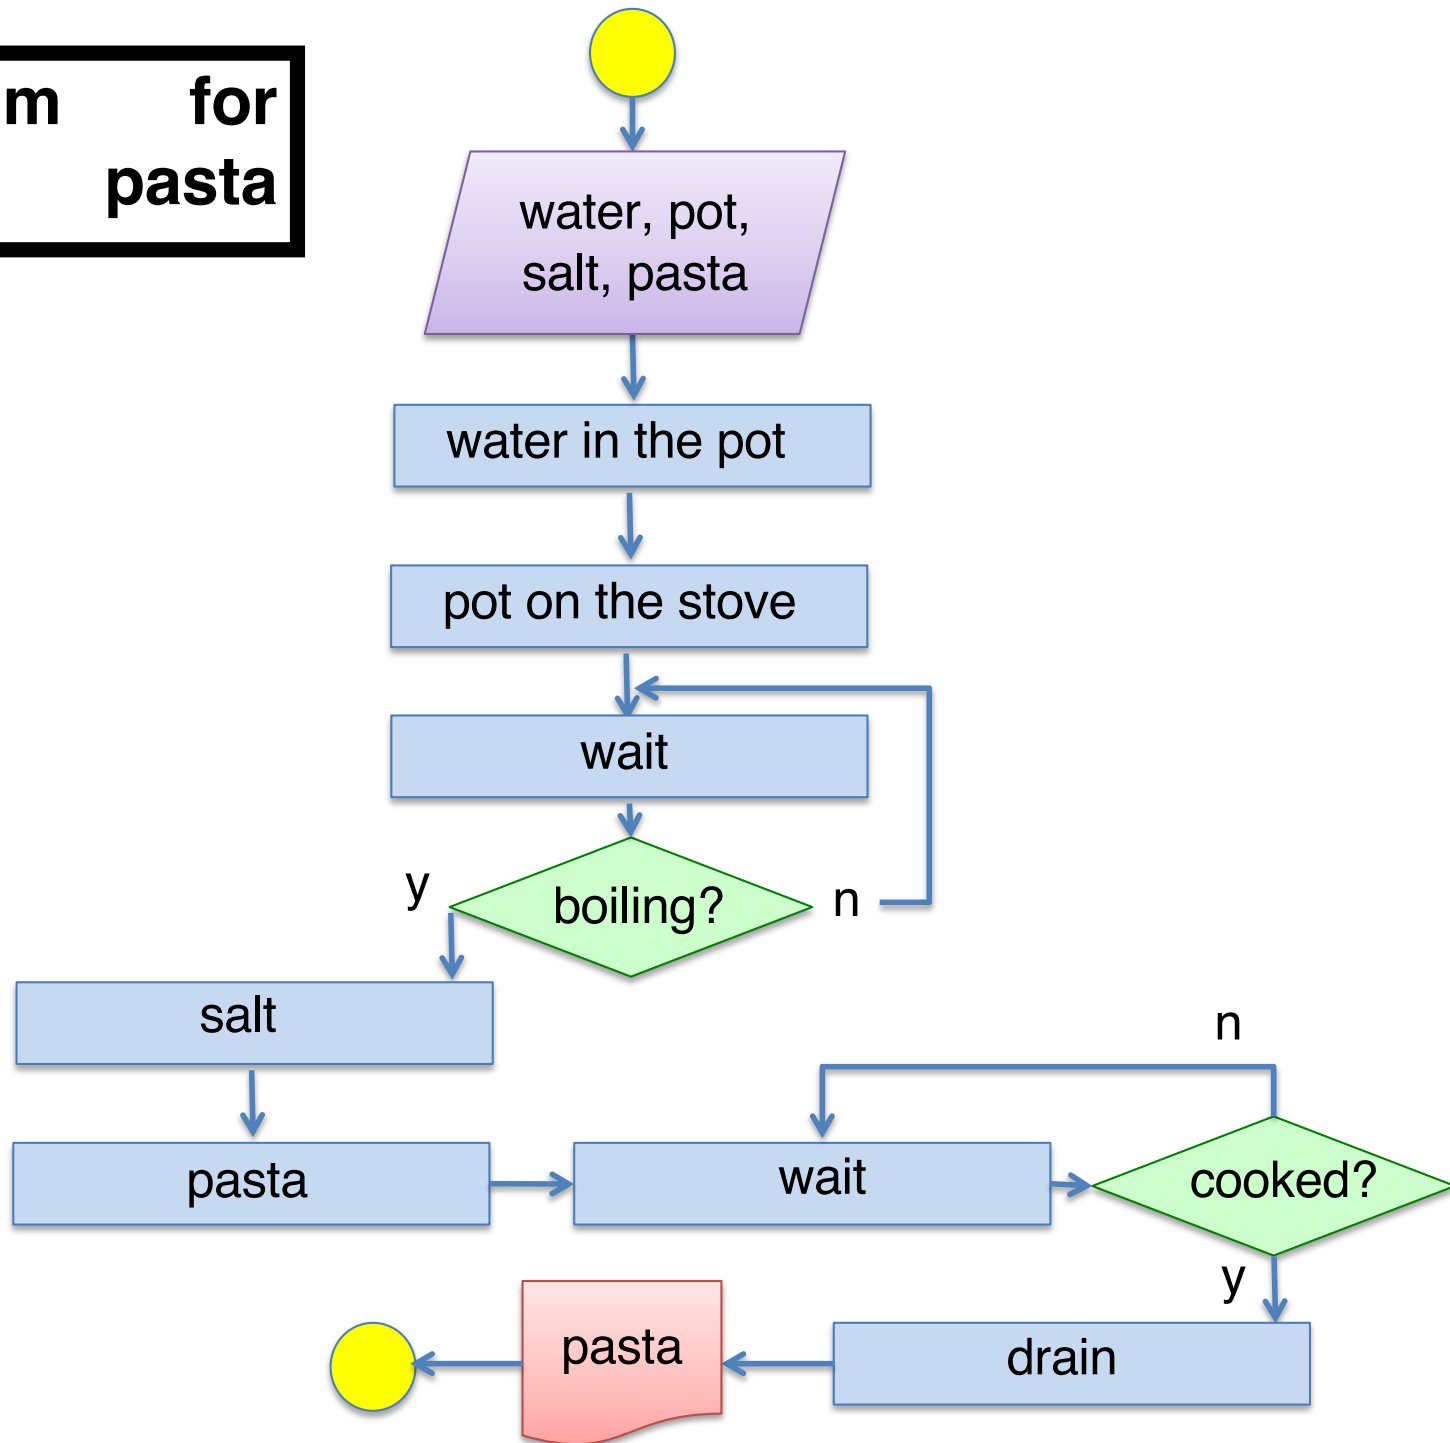 m for
pasta
water, pot,
salt, pasta
water in the pot
pot on the stove
wait
y
boiling?
n
salt
n
pasta
wait
cooked?
y
pasta
drain